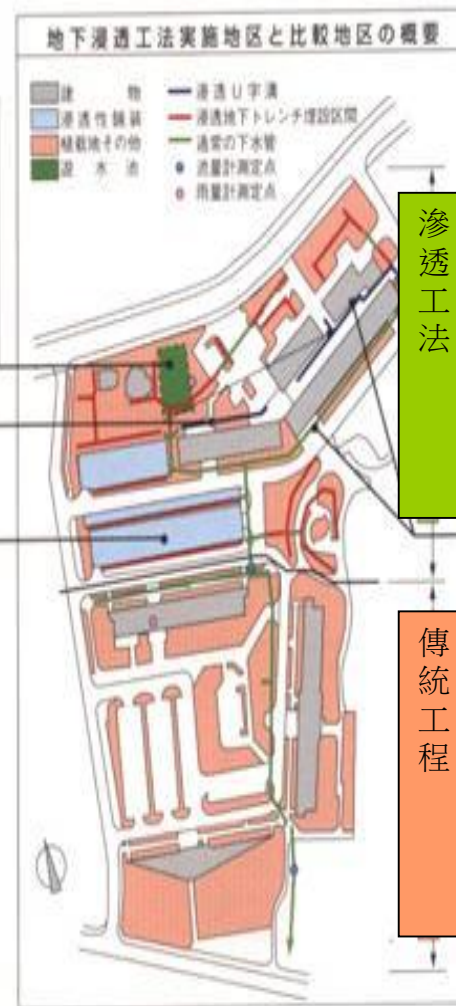 地下浸透工法実施地区と比較地区の概要
建物
浸透性舗装
植栽地その他
遊水池
浸透U字溝
浸透地下トレンチ埋設区間
通常の下水管
流量計測定点
雨量計測定点
滲透工法
傳統工程